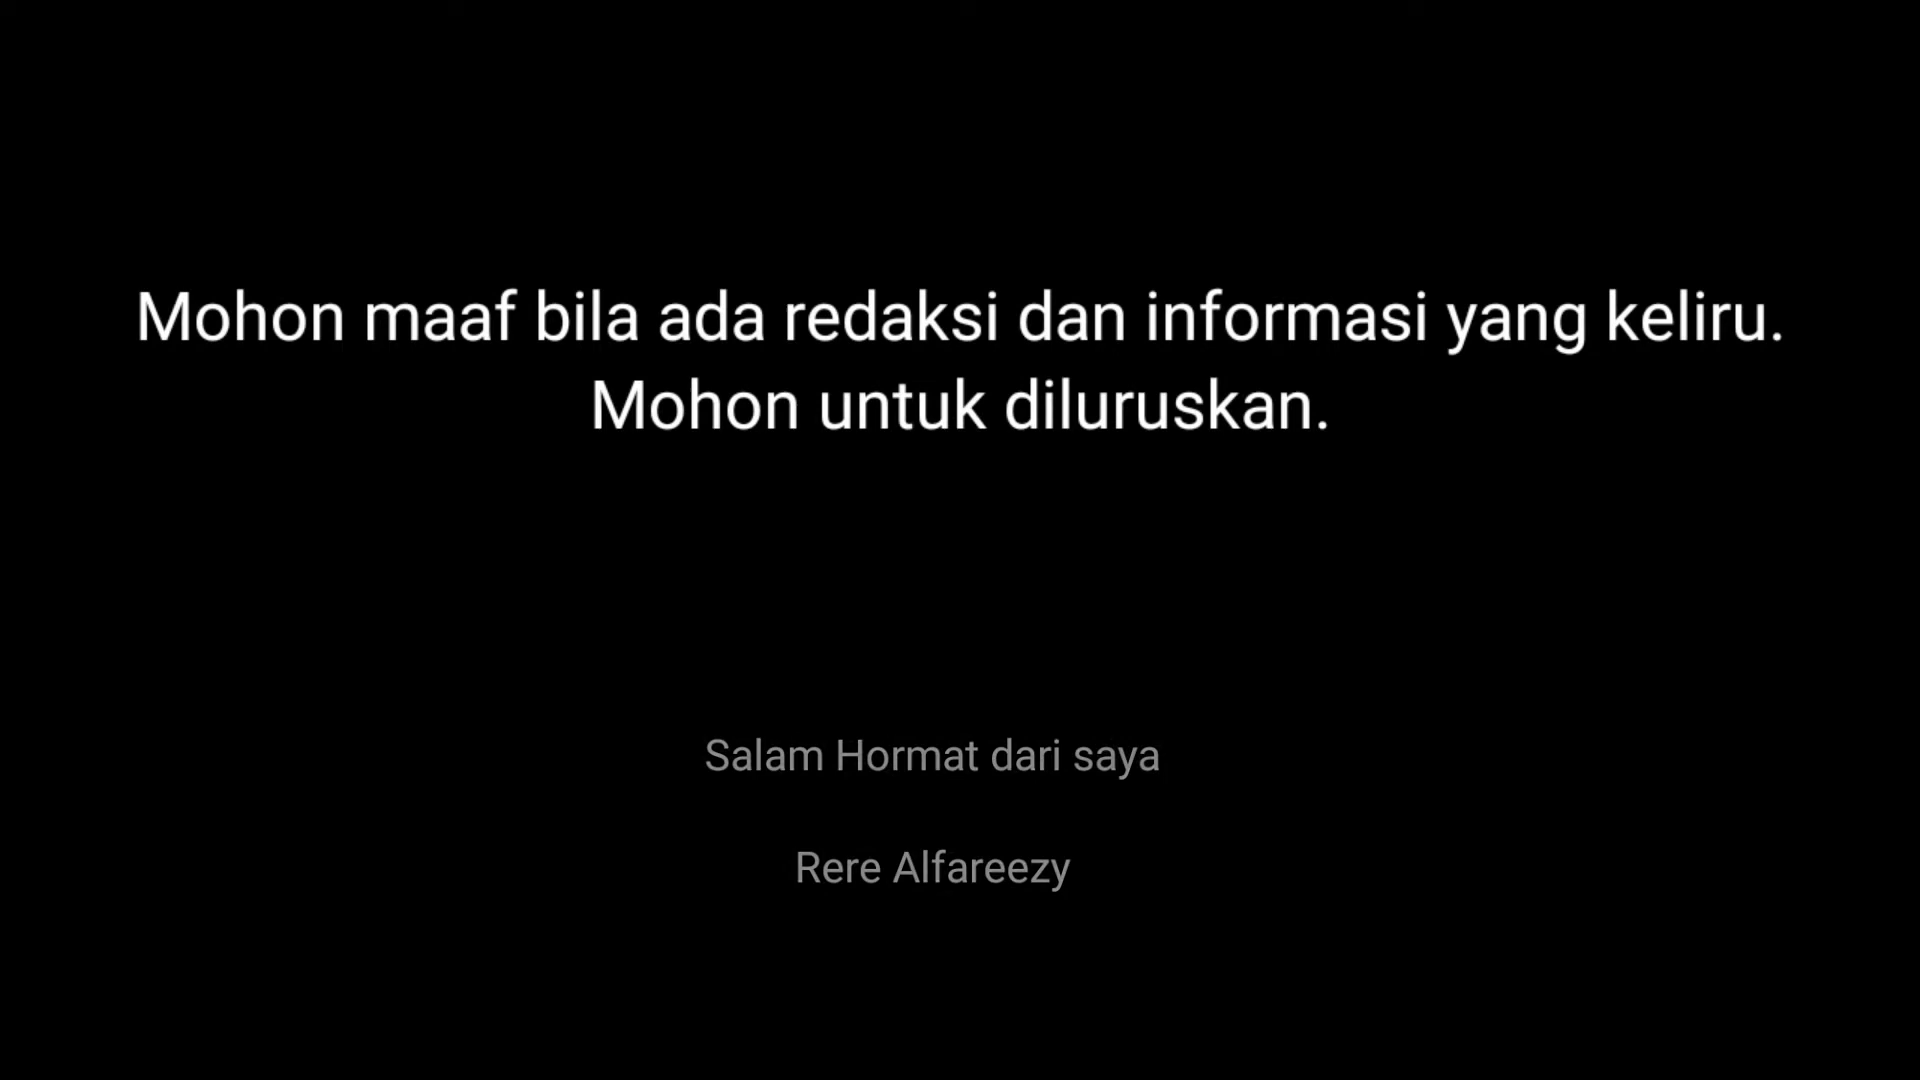 Mohon maaf bila ada redaksi dan informasi yang keliru.
Mohon untuk diluruskan.
Salam Hormat dari saya
Rere Alfareezy